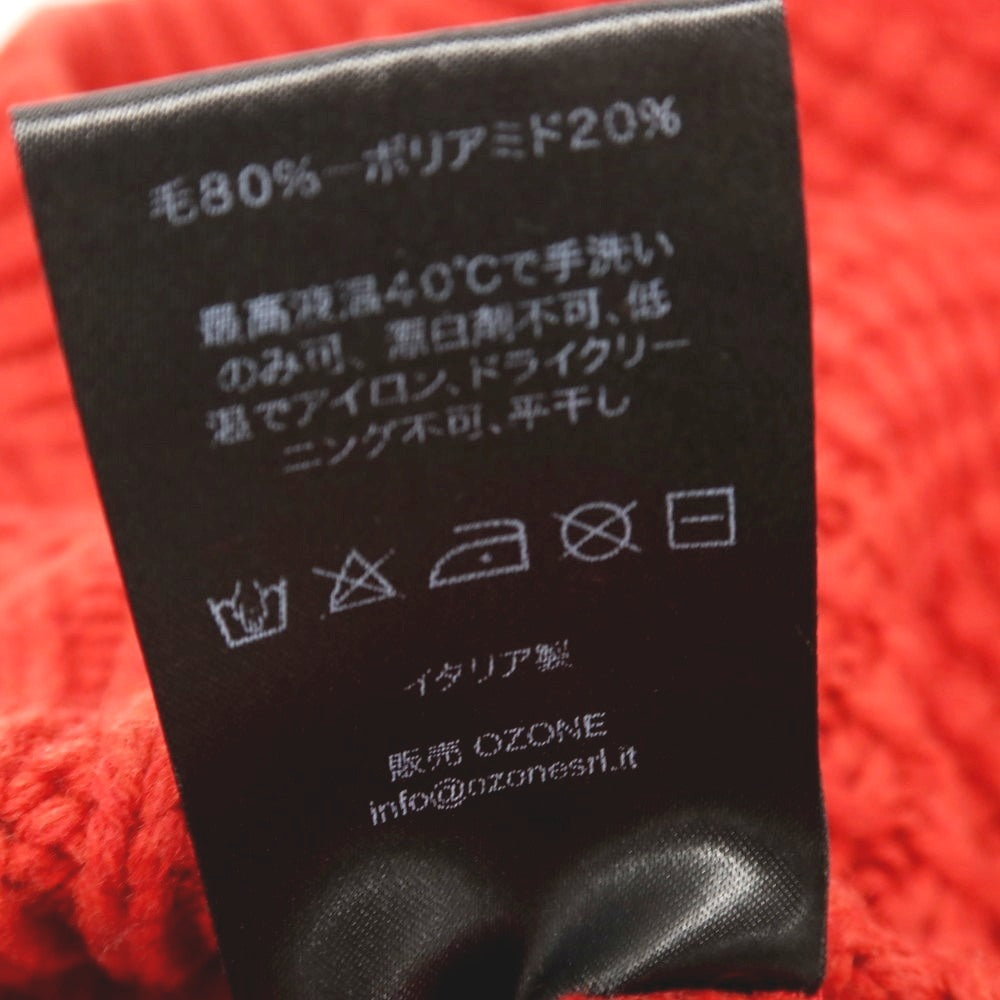 毛80%ーポリアミド20%
最高液温40℃で手洗い
のみ可、漂白剤不可、低
温でアイロン、ドライクリー
ニング不可、平干し
イタリア製
販売 OZONE
info@ozonesrl.it